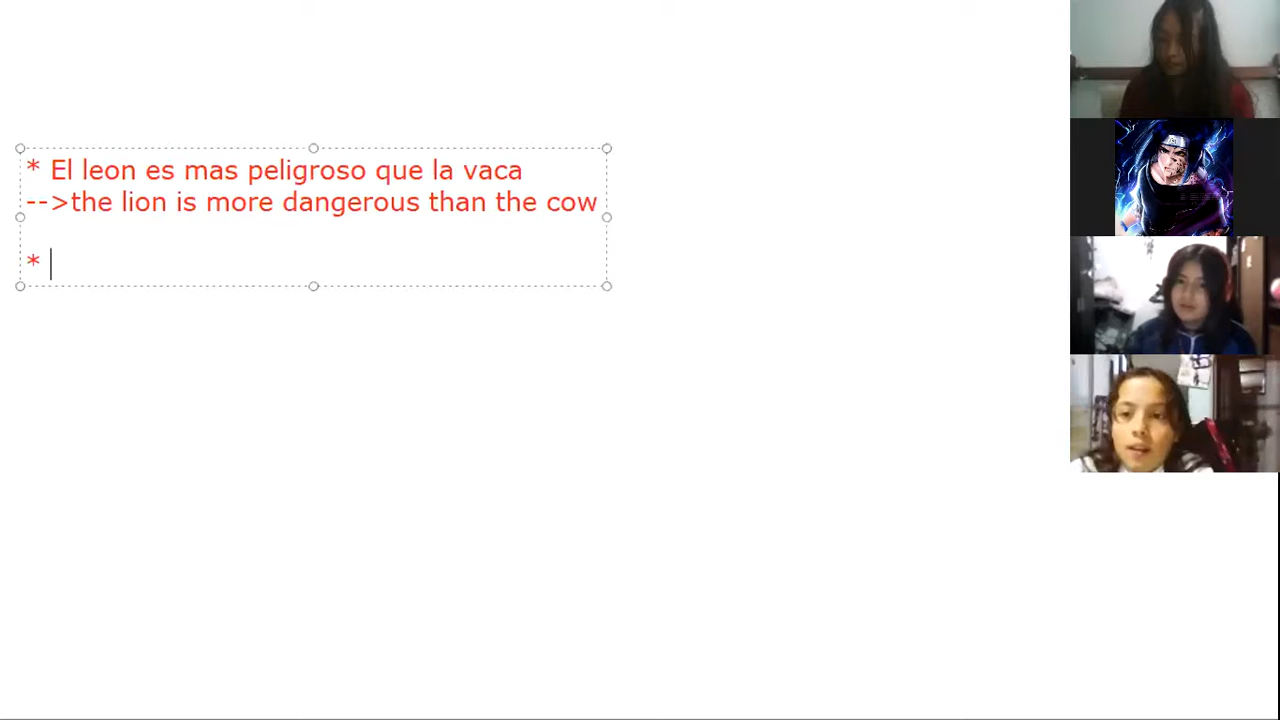 * El leon es mas peligroso que la vaca
-->the lion is more dangerous than the cow
*